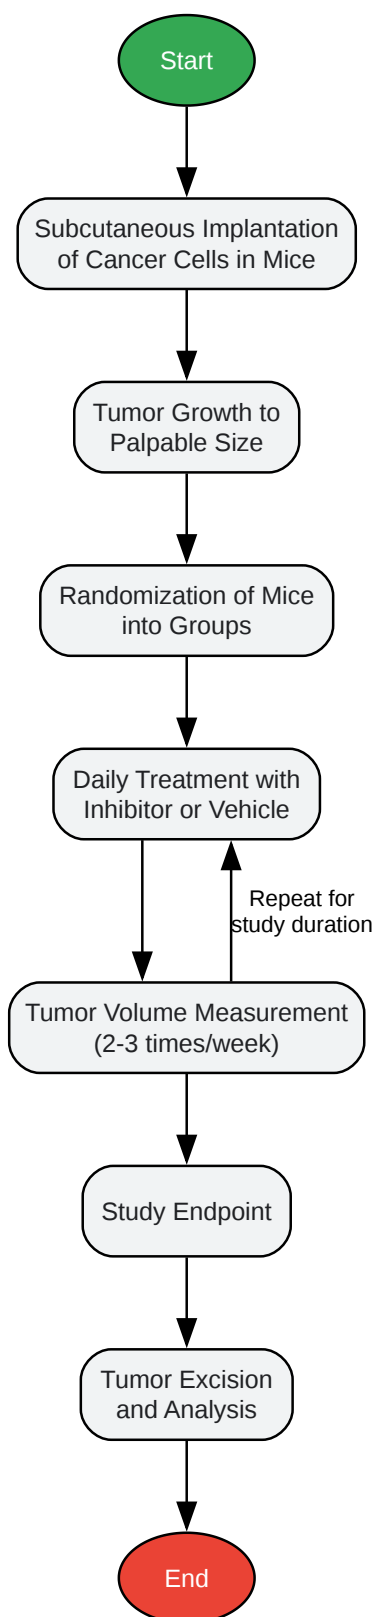 Start
Subcutaneous Implantation
of Cancer Cells in Mice
Tumor Growth to
Palpable Size
Randomization of Mice
into Groups
Daily Treatment with
Inhibitor or Vehicle
Repeat for
study duration
Tumor Volume Measurement
(2-3 times/week)
Study Endpoint
Tumor Excision
and Analysis
End